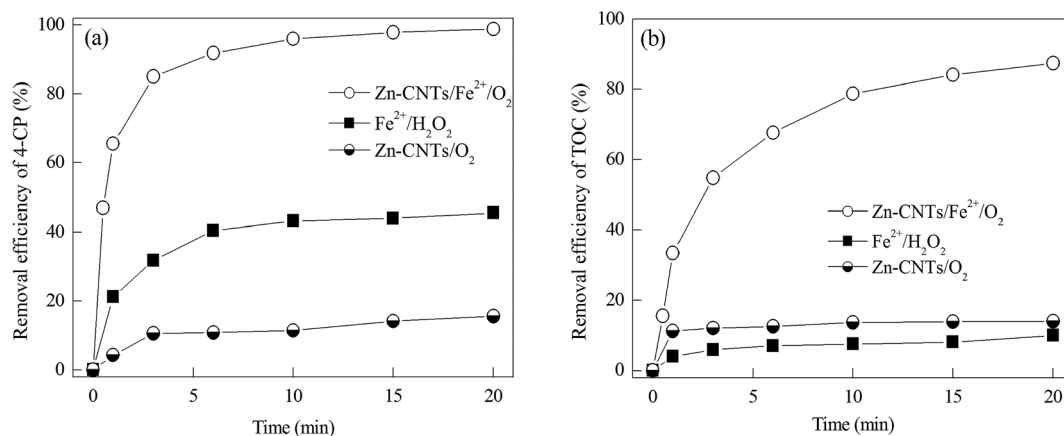 (a)
Removal efficiency of 4-CP (%)
100
80
60
40
20
0
Zn-CNTs/Fe²⁺/O₂
Fe²⁺/H₂O₂
Zn-CNTs/O₂
0 5 10 15 20
Time (min)
(b)
Removal efficiency of TOC (%)
100
80
60
40
20
0
Zn-CNTs/Fe²⁺/O₂
Fe²⁺/H₂O₂
Zn-CNTs/O₂
0 5 10 15 20
Time (min)